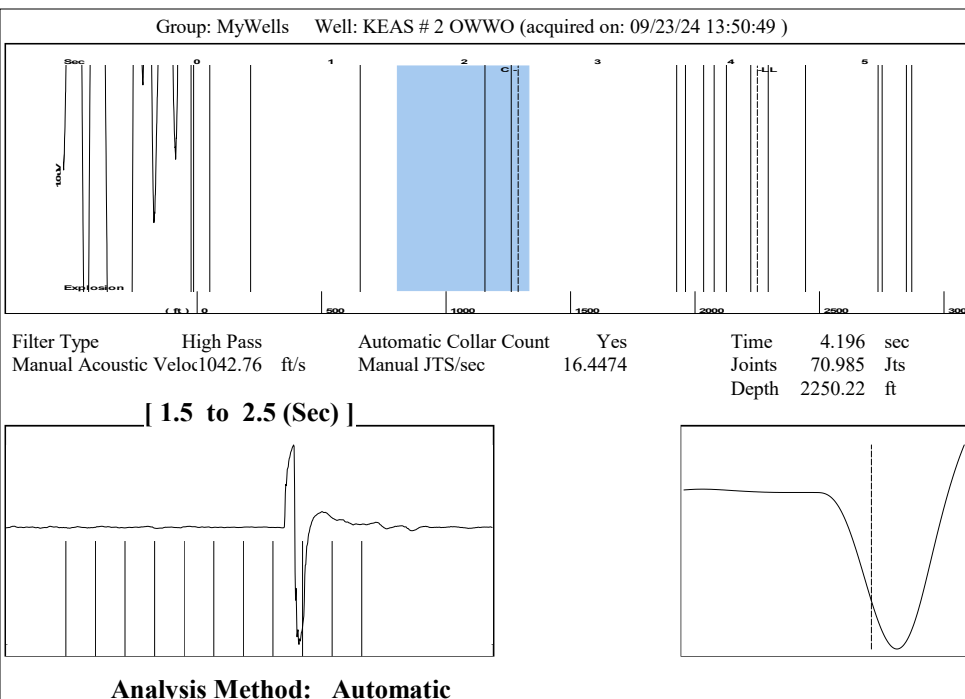 Group: MyWells Well: KEAS # 2 OWWO (acquired on: 09/23/24 13:50:49 )
Sec 0 1 2 3 4 5
C LL
Explosion
( ft ) 0 500 1000 1500 2000 2500 300
Filter Type High Pass Automatic Collar Count Yes Time 4.196 sec
Manual Acoustic Veloc1042.76 ft/s Manual JTS/sec 16.4474 Joints 70.985 Jts
Depth 2250.22 ft
[ 1.5 to 2.5 (Sec) ]
Analysis Method: Automatic